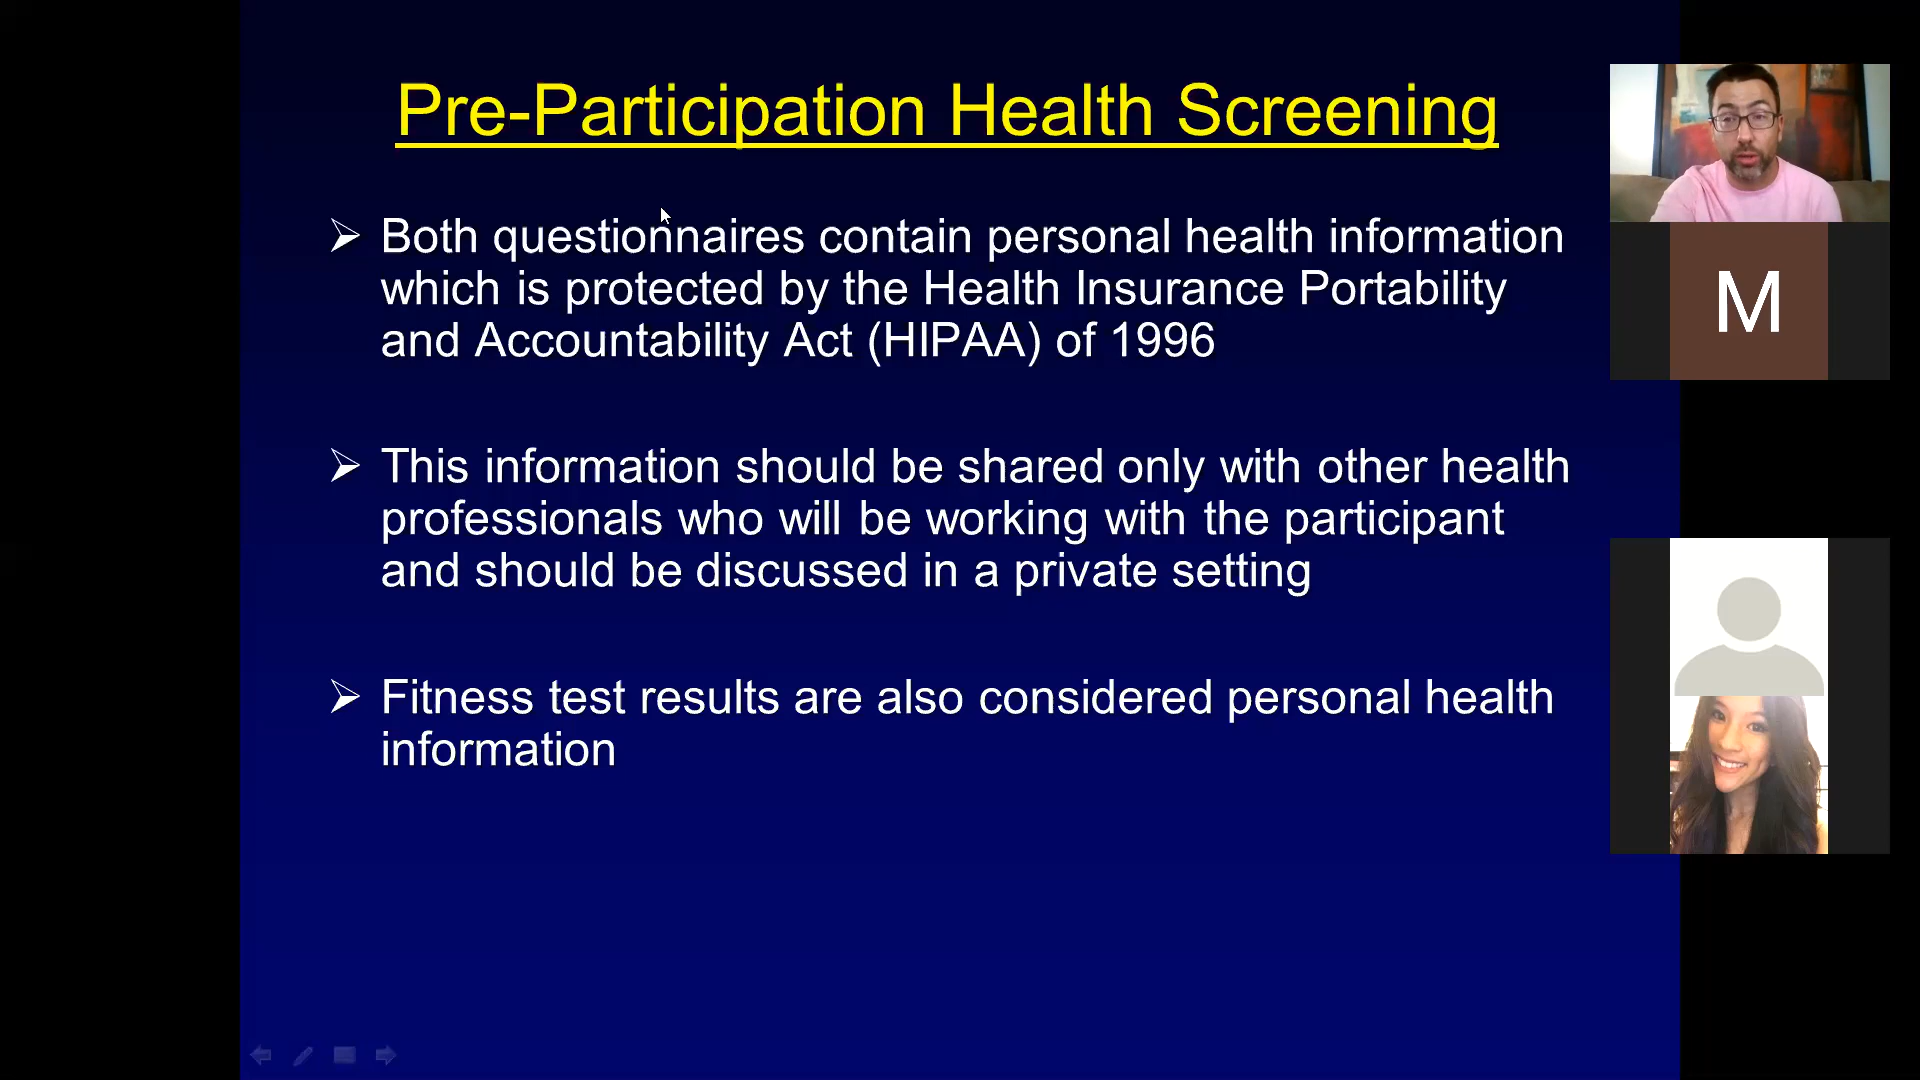 Pre-Participation Health Screening
Both questionnaires contain personal health information
which is protected by the Health Insurance Portability
and Accountability Act (HIPAA) of 1996
This information should be shared only with other health
professionals who will be working with the participant
and should be discussed in a private setting
Fitness test results are also considered personal health
information
M